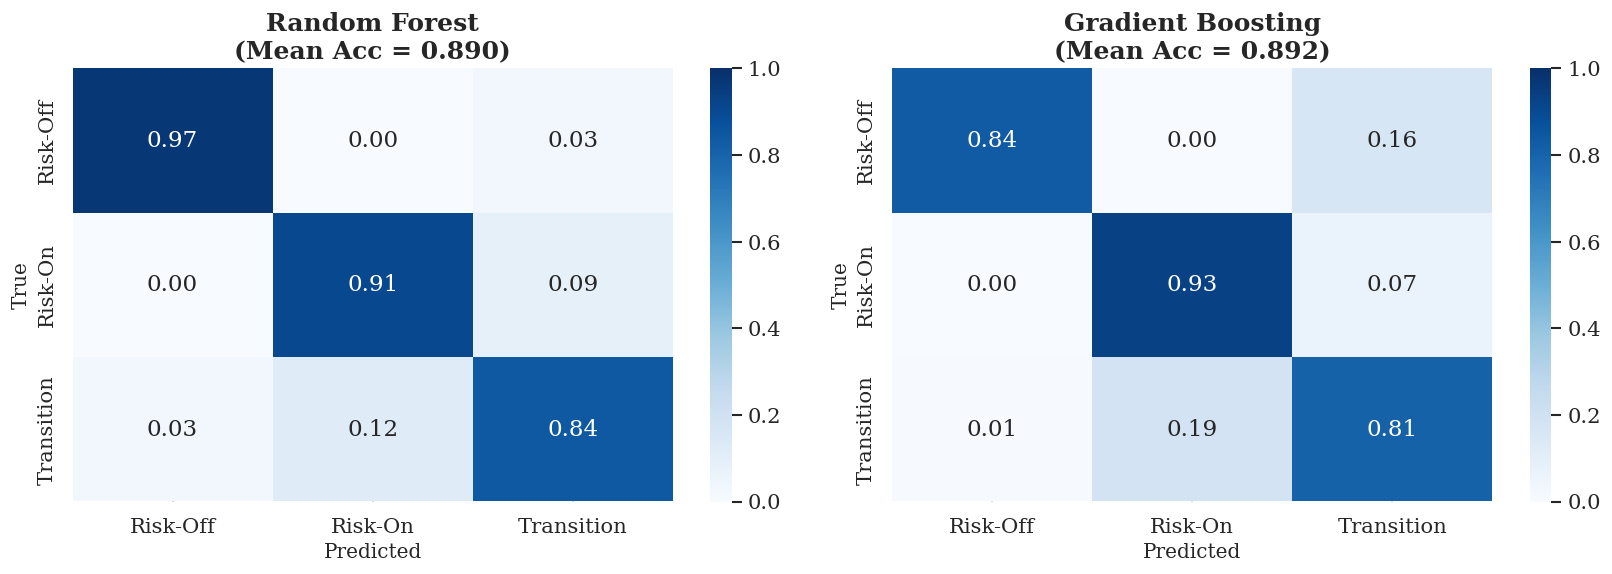 Random Forest
(Mean Acc = 0.890)
True
Risk-Off
Risk-On
Transition
0.97 0.00 0.03
0.00 0.91 0.09
0.03 0.12 0.84
Risk-Off Risk-On Transition
Predicted
1.0
0.8
0.6
0.4
0.2
0.0
Gradient Boosting
(Mean Acc = 0.892)
True
Risk-Off
Risk-On
Transition
0.84 0.00 0.16
0.00 0.93 0.07
0.01 0.19 0.81
Risk-Off Risk-On Transition
Predicted
1.0
0.8
0.6
0.4
0.2
0.0